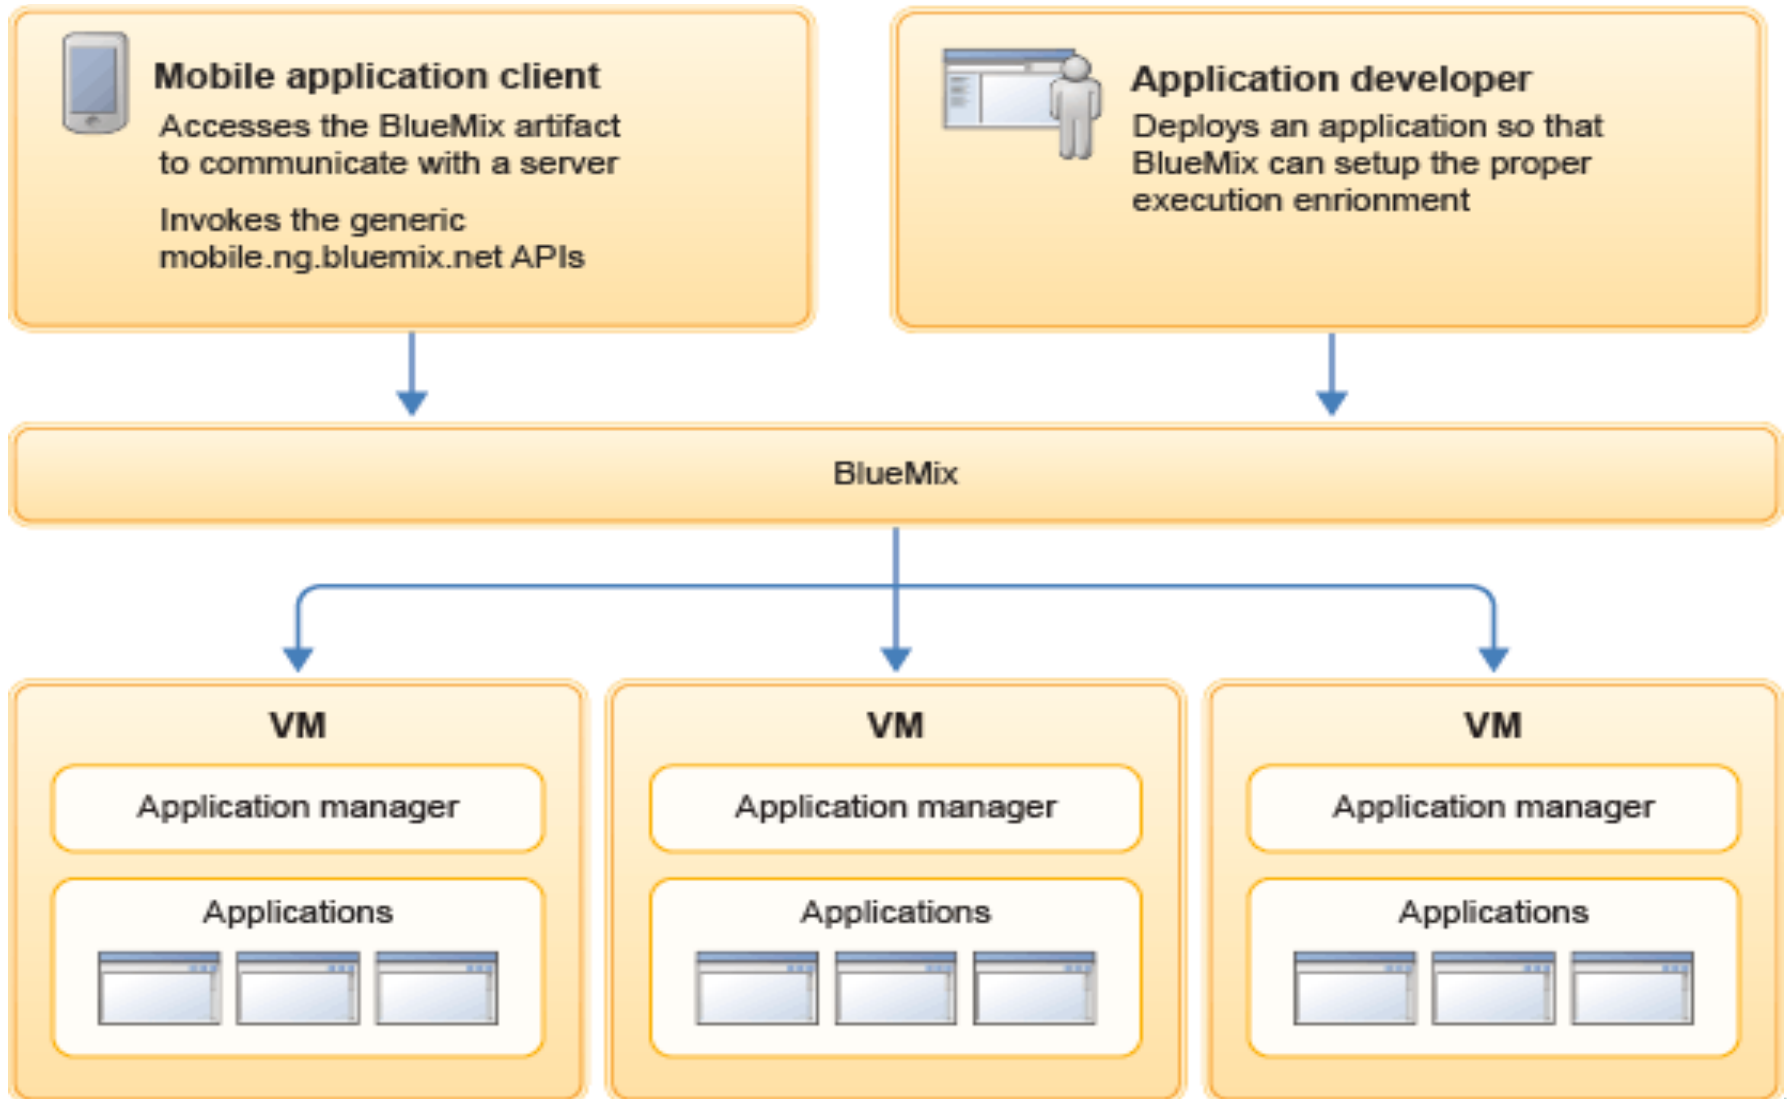 Mobile application client
Accesses the BlueMix artifact
to communicate with a server
Invokes the generic
mobile.ng.bluemix.net APIs
Application developer
Deploys an application so that
BlueMix can setup the proper
execution enrionment
BlueMix
VM
Application manager
Applications
VM
Application manager
Applications
VM
Application manager
Applications